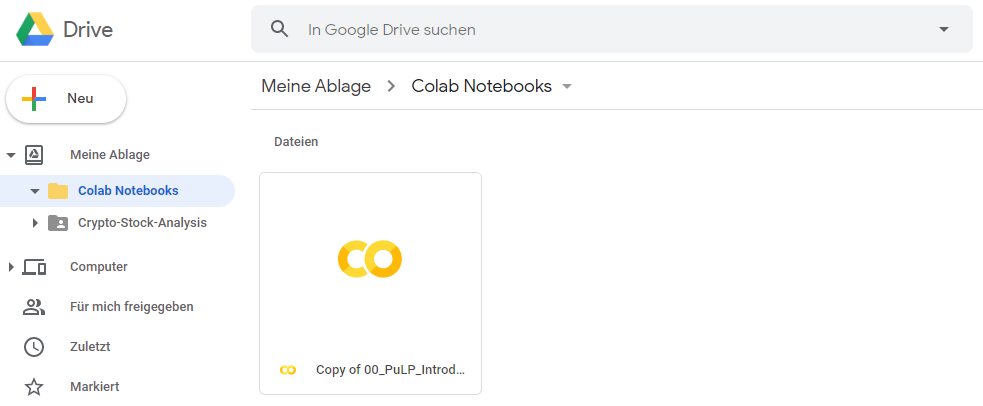 Drive
In Google Drive suchen
Neu
Meine Ablage
Colab Notebooks
Crypto-Stock-Analysis
Computer
Für mich freigegeben
Zuletzt
Markiert
Meine Ablage > Colab Notebooks
Dateien
Copy of 00_PuLP_Introd...